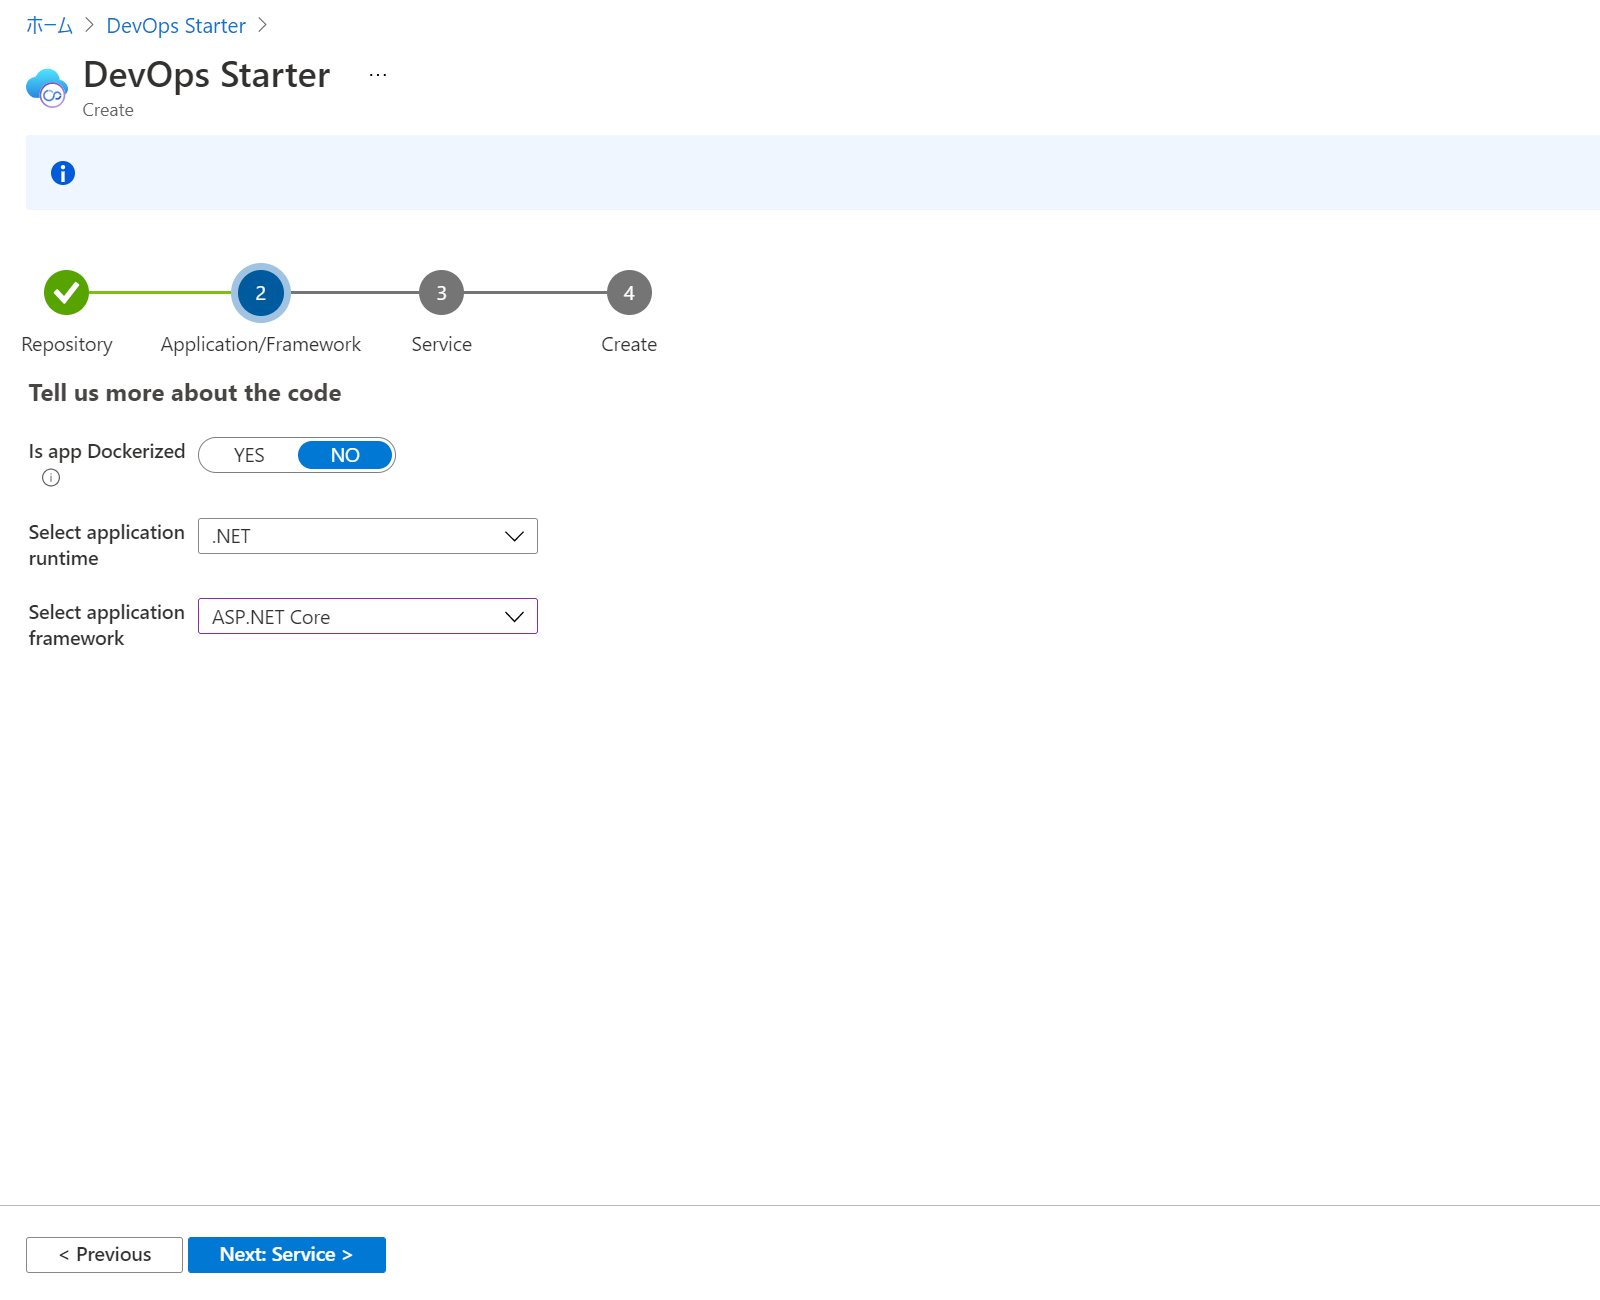 ホーム > DevOps Starter >
DevOps Starter ...
Create
2
3
4
Repository
Application/Framework
Service
Create
Tell us more about the code
Is app Dockerized
YES
NO
Select application
runtime
.NET
Select application
framework
ASP.NET Core
< Previous
Next: Service >